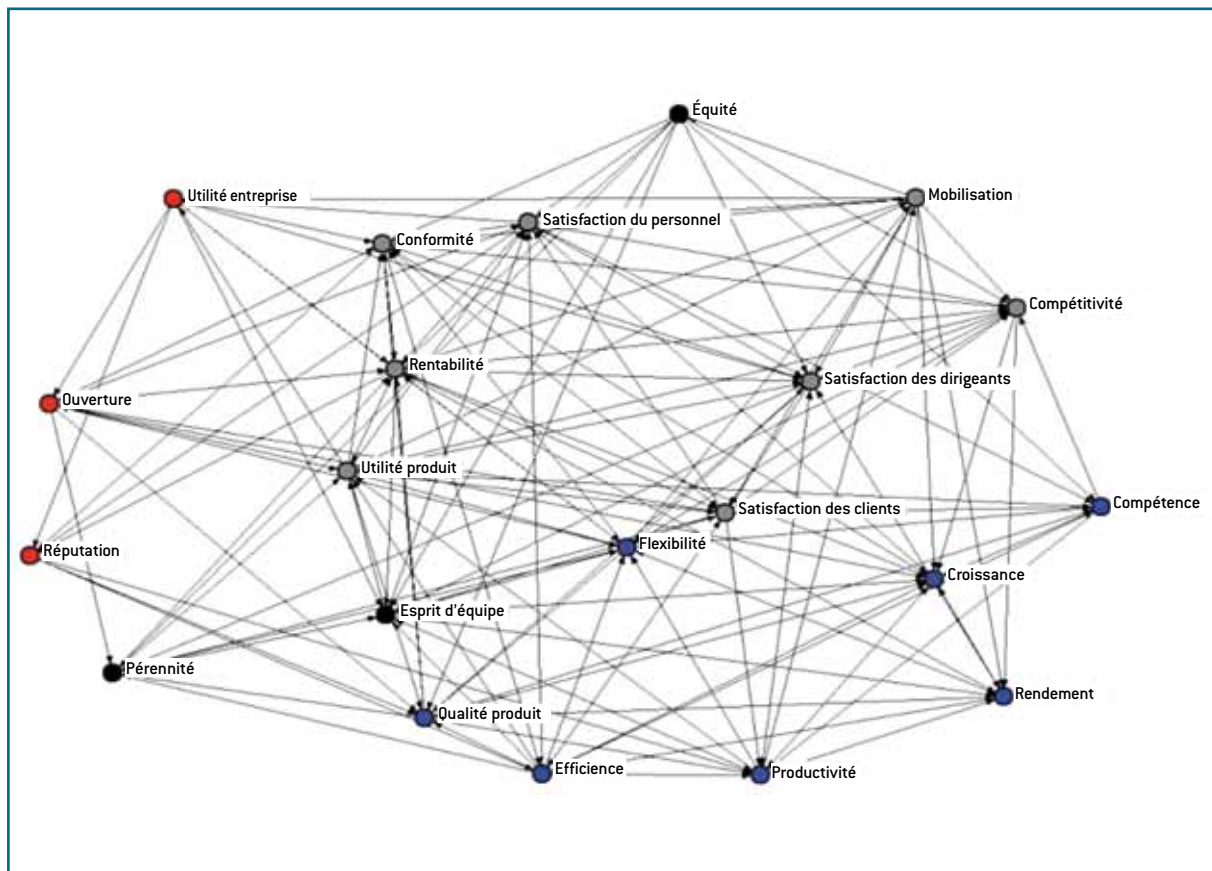 Équité
Utilité entreprise
Mobilisation
Satisfaction du personnel
Conformité
Compétitivité
Rentabilité
Satisfaction des dirigeants
Ouverture
Utilité produit
Satisfaction des clients
Compétence
Flexibilité
Réputation
Croissance
Esprit d'équipe
Pérennité
Rendement
Qualité produit
Efficience
Productivité